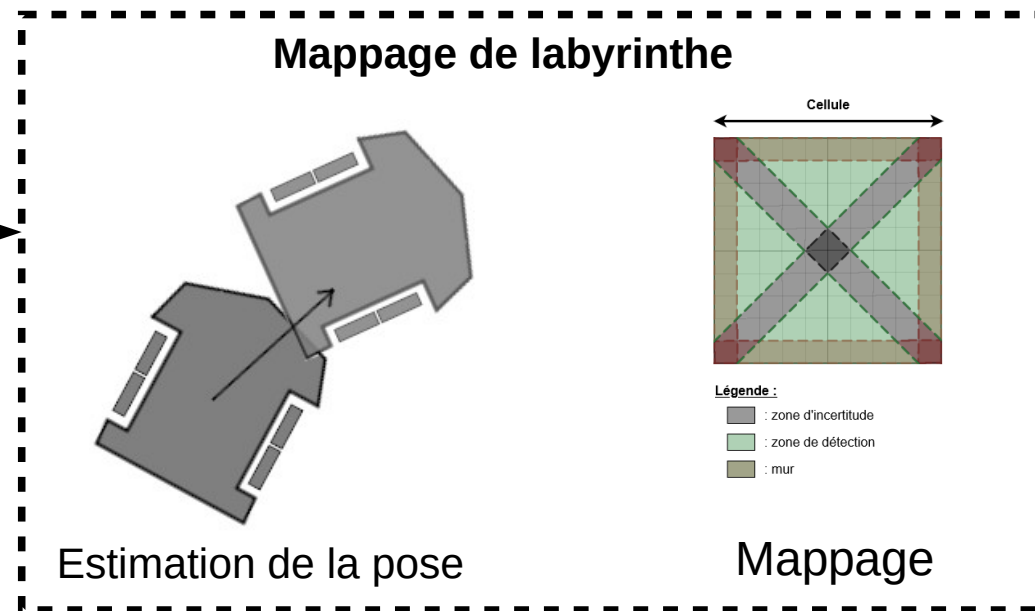 Mappage de labyrinthe
Cellule
Légende :
: zone d'incertitude
: zone de détection
: mur
Estimation de la pose
Mappage